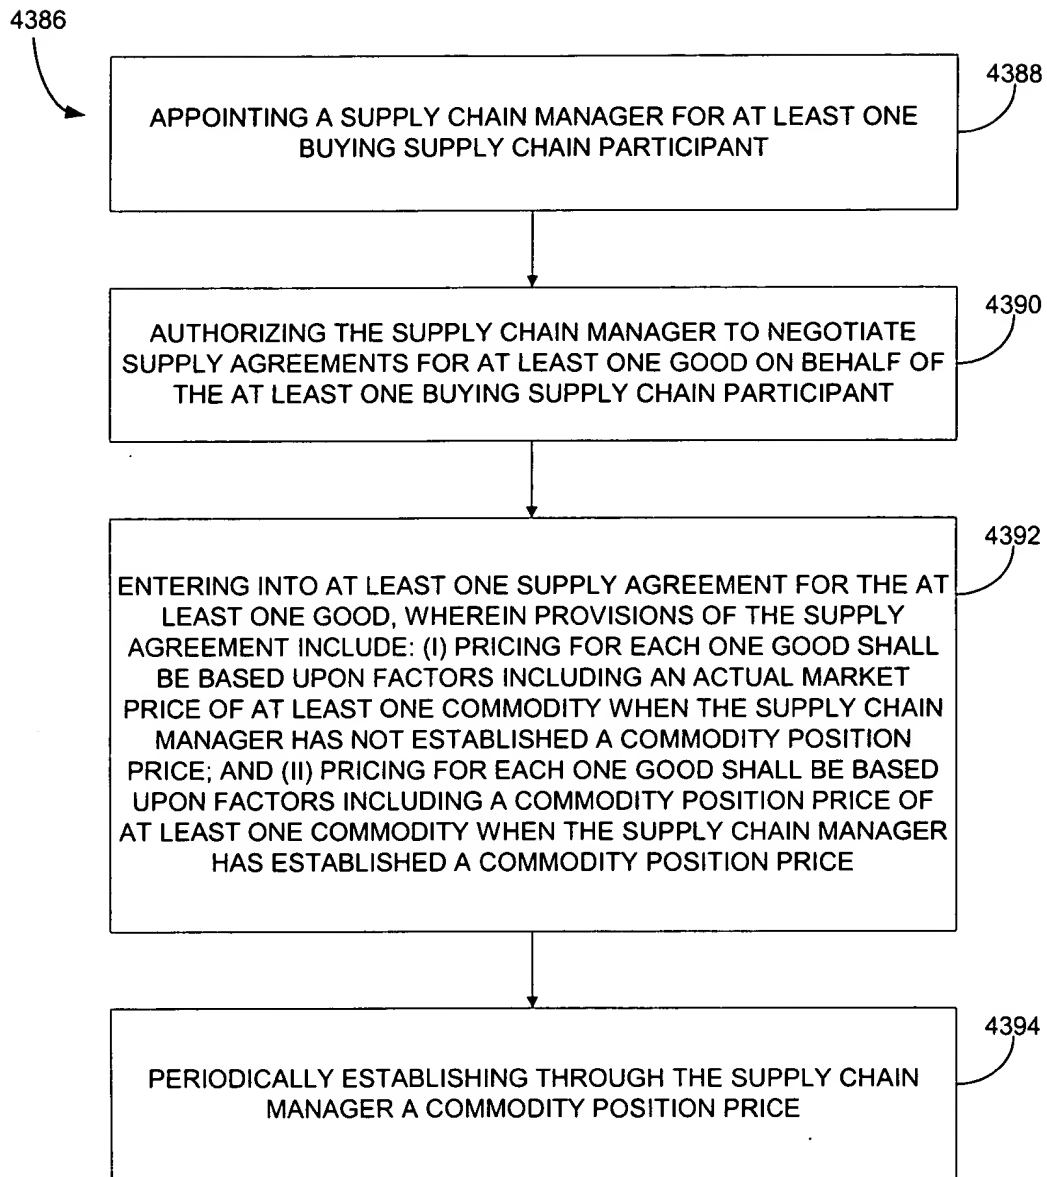 4386
4388
APPOINTING A SUPPLY CHAIN MANAGER FOR AT LEAST ONE
BUYING SUPPLY CHAIN PARTICIPANT
4390
AUTHORIZING THE SUPPLY CHAIN MANAGER TO NEGOTIATE
SUPPLY AGREEMENTS FOR AT LEAST ONE GOOD ON BEHALF OF
THE AT LEAST ONE BUYING SUPPLY CHAIN PARTICIPANT
4392
ENTERING INTO AT LEAST ONE SUPPLY AGREEMENT FOR THE AT
LEAST ONE GOOD, WHEREIN PROVISIONS OF THE SUPPLY
AGREEMENT INCLUDE: (I) PRICING FOR EACH ONE GOOD SHALL
BE BASED UPON FACTORS INCLUDING AN ACTUAL MARKET
PRICE OF AT LEAST ONE COMMODITY WHEN THE SUPPLY CHAIN
MANAGER HAS NOT ESTABLISHED A COMMODITY POSITION
PRICE; AND (II) PRICING FOR EACH ONE GOOD SHALL BE BASED
UPON FACTORS INCLUDING A COMMODITY POSITION PRICE OF
AT LEAST ONE COMMODITY WHEN THE SUPPLY CHAIN MANAGER
HAS ESTABLISHED A COMMODITY POSITION PRICE
4394
PERIODICALLY ESTABLISHING THROUGH THE SUPPLY CHAIN
MANAGER A COMMODITY POSITION PRICE